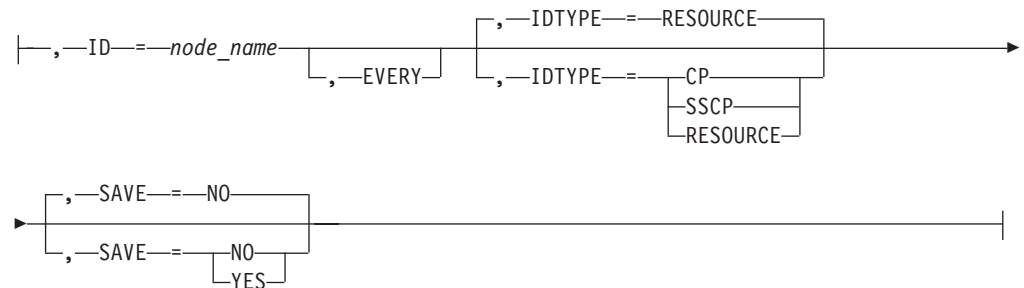 , IDTYPE = RESOURCE
, ID = node_name
, EVERY , IDTYPE = CP
SSCP
RESOURCE
, SAVE = NO
, SAVE = NO
YES